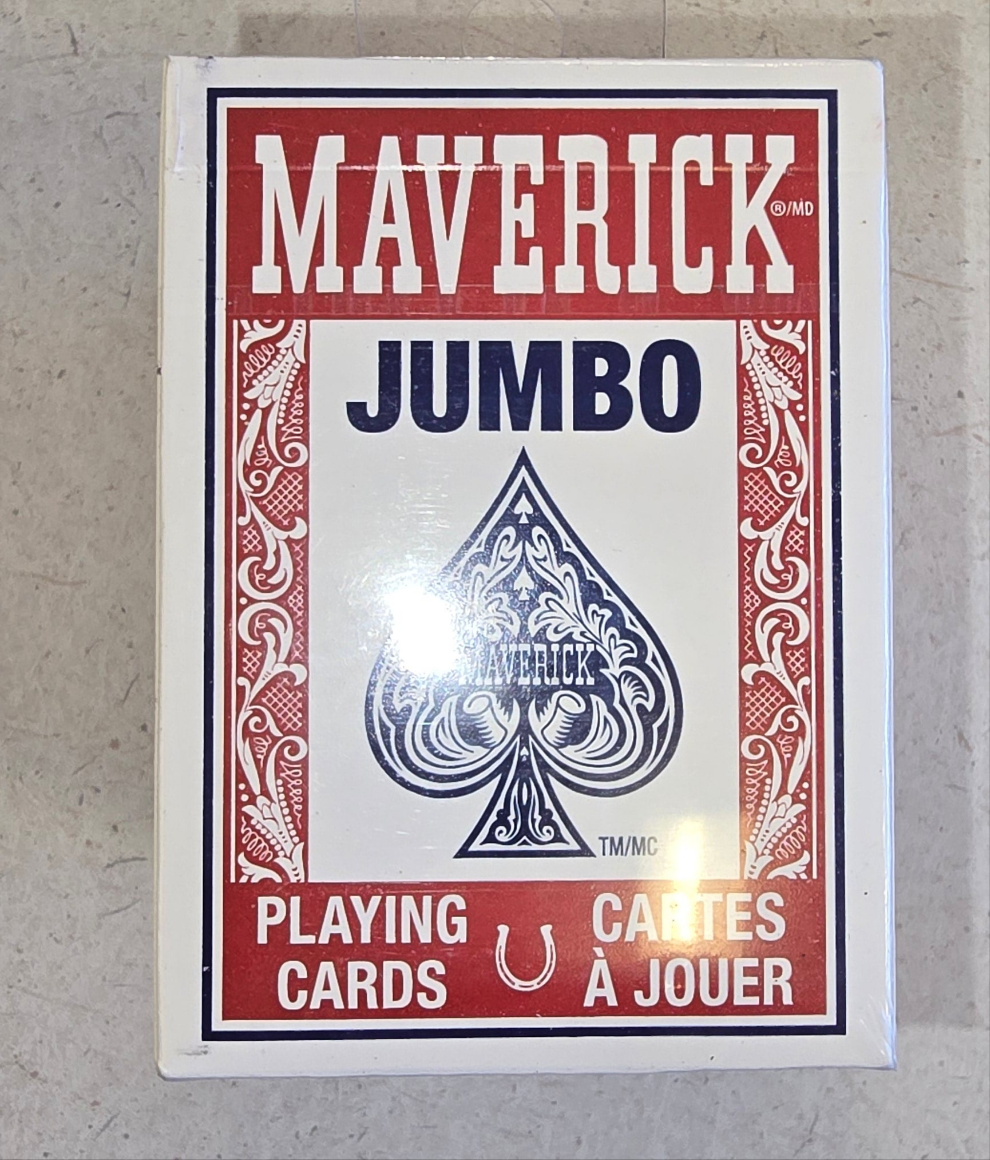 MAVERICK
®/MD
JUMBO
MAVERICK
TM/MC
PLAYING
CARDS
CARTES
À JOUER